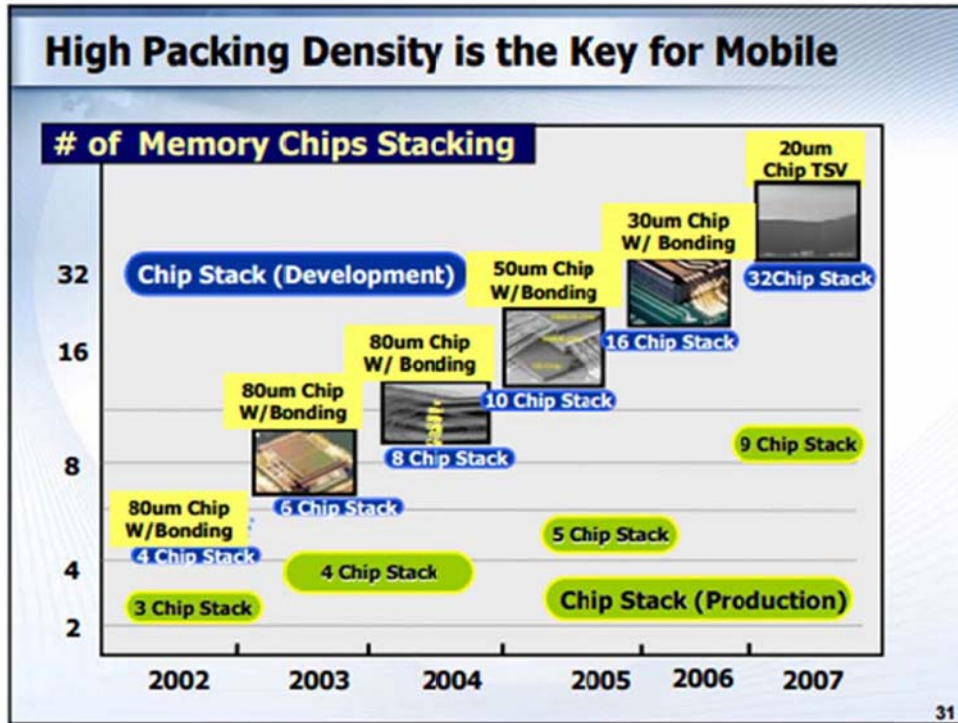 High Packing Density is the Key for Mobile
# of Memory Chips Stacking
20um
Chip TSV
30um Chip
W/ Bonding
32
Chip Stack (Development)
50um Chip
W/Bonding
32Chip Stack
16
80um Chip
W/ Bonding
16 Chip Stack
80um Chip
W/Bonding
10 Chip Stack
9 Chip Stack
8
8 Chip Stack
80um Chip
W/Bonding
6 Chip Stack
5 Chip Stack
4 Chip Stack
4
4 Chip Stack
3 Chip Stack
Chip Stack (Production)
2
2002
2003
2004
2005
2006
2007
31